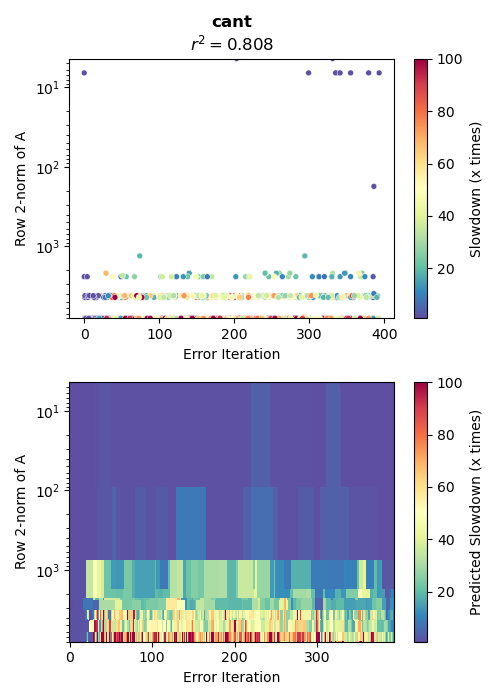 cant
r² = 0.808
Row 2-norm of A
10¹
10²
10³
0 100 200 300 400
Error Iteration
100
80
60
40
20
Slowdown (x times)
Row 2-norm of A
10¹
10²
10³
0 100 200 300
Error Iteration
100
80
60
40
20
Predicted Slowdown (x times)